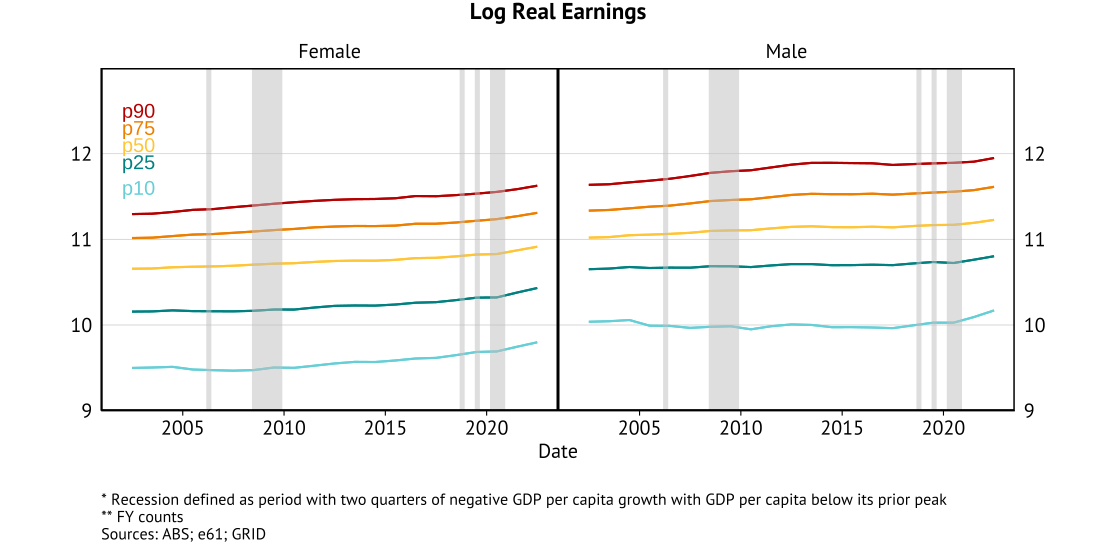 Log Real Earnings
Female
Male
p90
p75
p50
p25
p10
12
11
10
9
12
11
10
9
2005 2010 2015 2020
2005 2010 2015 2020
Date
* Recession defined as period with two quarters of negative GDP per capita growth with GDP per capita below its prior peak
** FY counts
Sources: ABS; e61; GRID